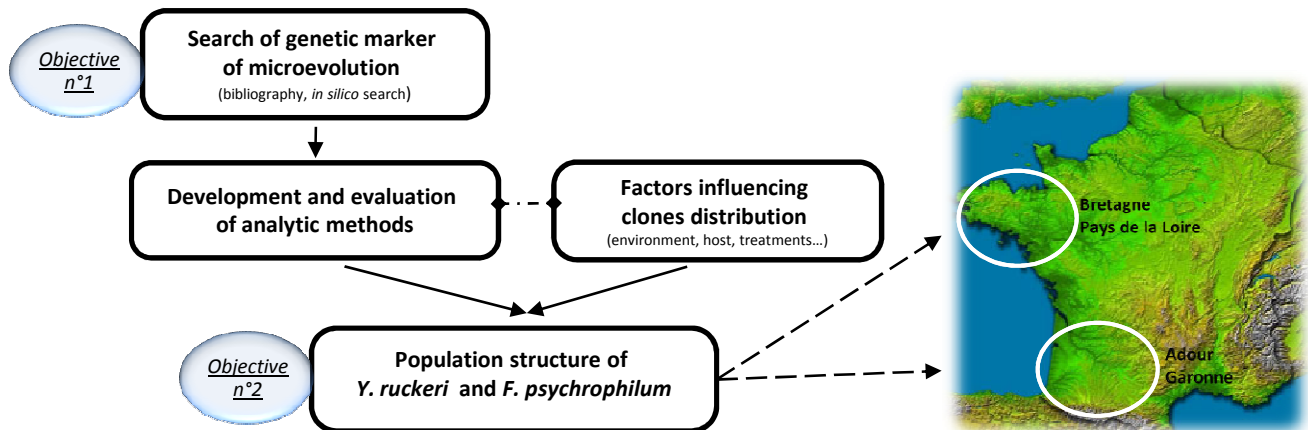 Objective
n°1
Search of genetic marker
of microevolution
(bibliography, in silico search)
Development and evaluation
of analytic methods
Factors influencing
clones distribution
(environment, host, treatments…)
Bretagne
Pays de la Loire
Objective
n°2
Population structure of
Y. ruckeri and F. psychrophilum
Adour
Garonne